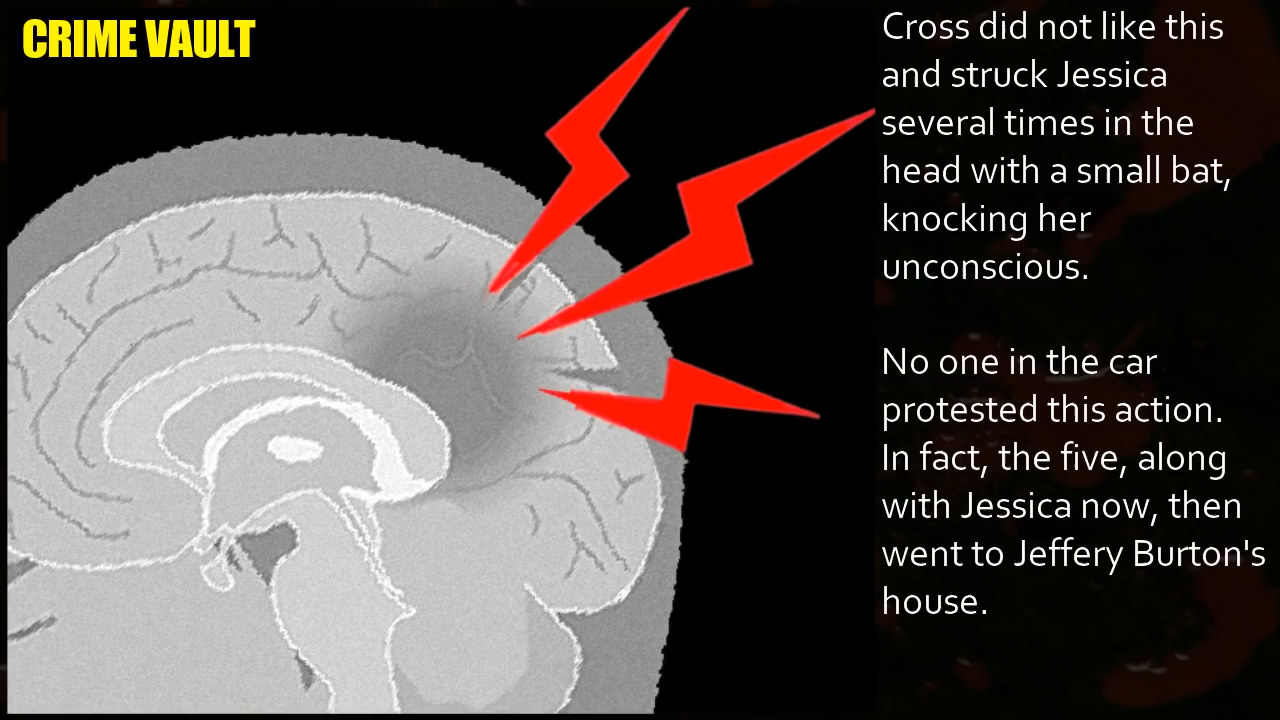 CRIME VAULT
Cross did not like this
and struck Jessica
several times in the
head with a small bat,
knocking her
unconscious.
No one in the car
protested this action.
In fact, the five, along
with Jessica now, then
went to Jeffery Burton's
house.